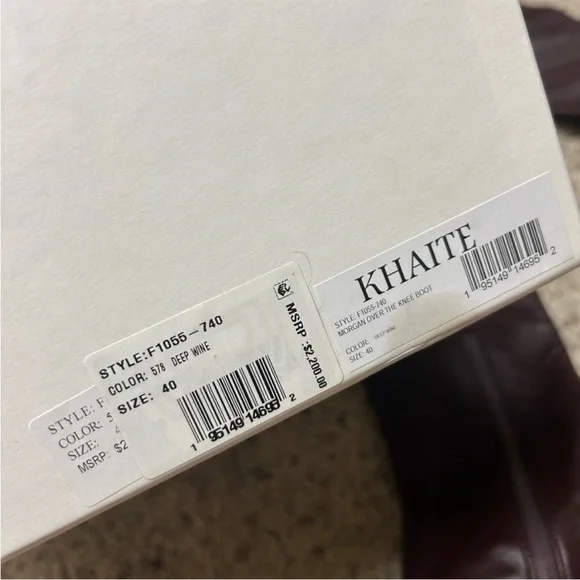 KHAITE
STYLE: F1055-740
MORGAN OVER THE KNEE BOOT
COLOR: DEEP WINE
SIZE: 40
1 95149 14695 2
STYLE:F1055-740
COLOR: 578 DEEP WINE
SIZE: 40
MSRP:$2,200.00
1 95149 14695 2
STYLE: F
COLOR: 5
SIZE: 4
MSRP: $2